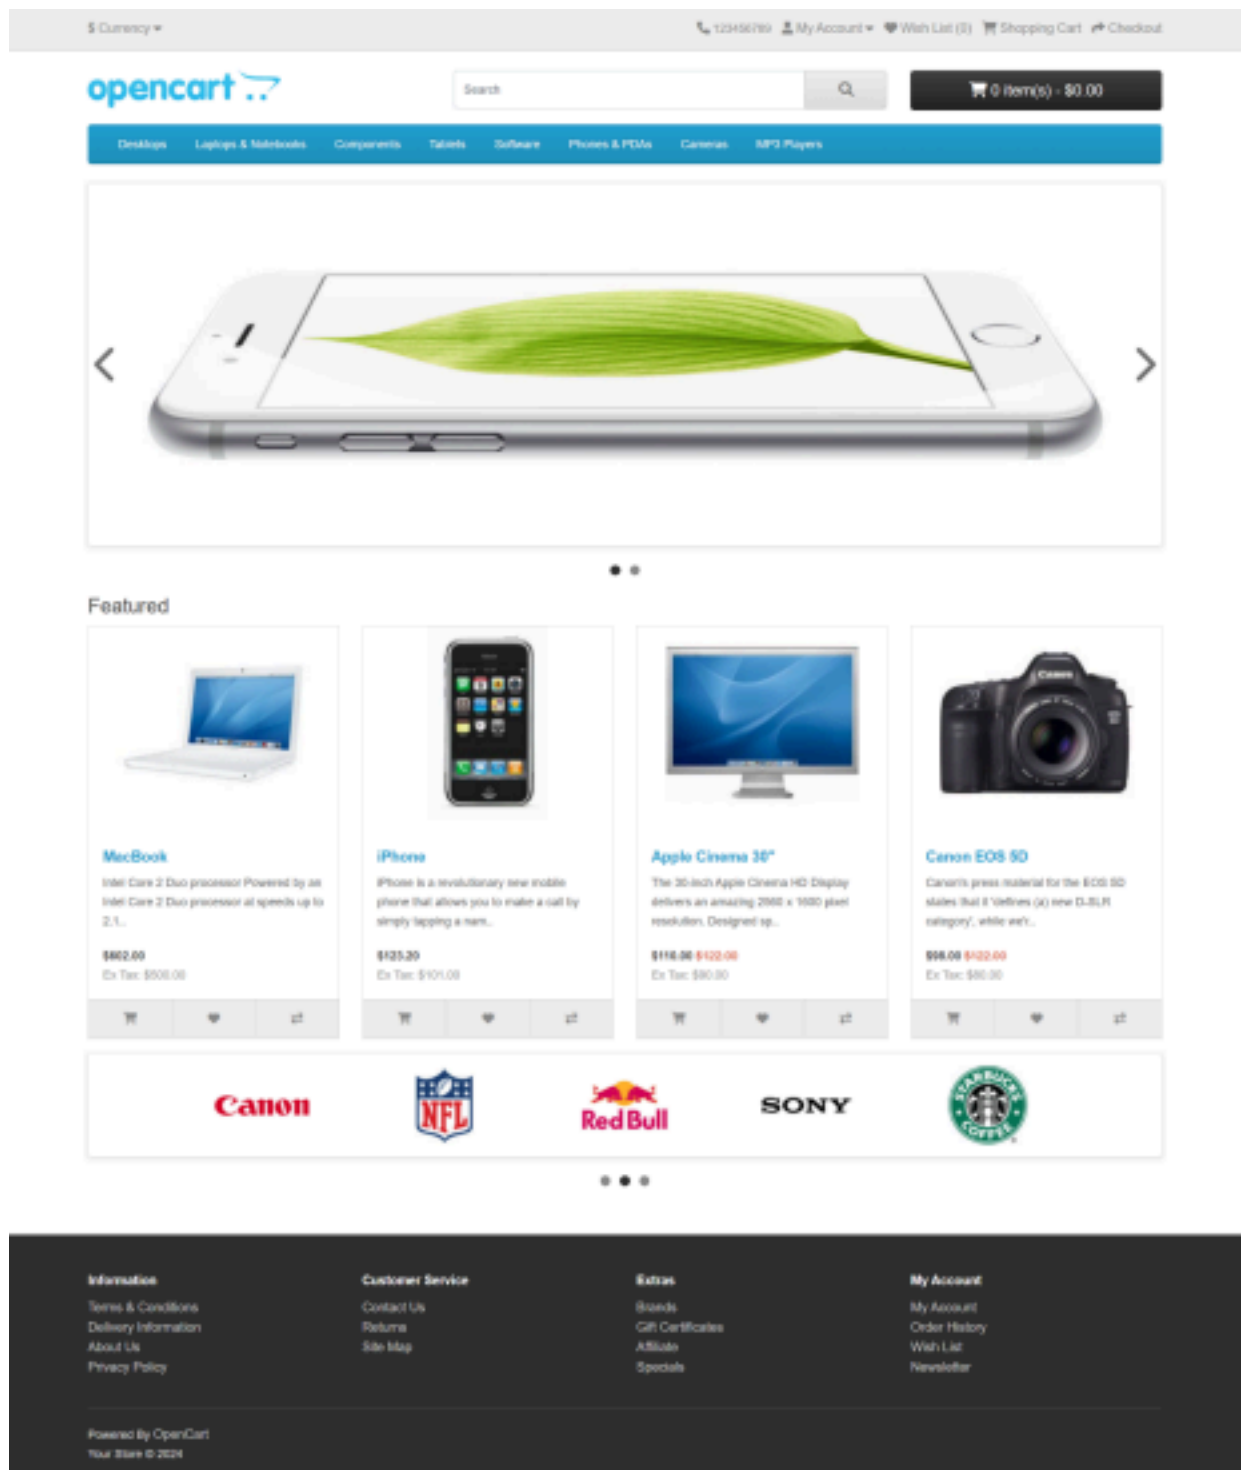 $ Currency
123456789 My Account Wish List (0) Shopping Cart Checkout
opencart
Search
0 item(s) - $0.00
Desktops Laptops & Notebooks Components Tablets Software Phones & PDAs Cameras MP3 Players
Featured
Canon
MacBook
Intel Core 2 Duo processor Powered by an
Intel Core 2 Duo processor at speeds up to
2.1..
$602.00
Ex Tax: $500.00
iPhone
iPhone is a revolutionary new mobile
phone that allows you to make a call by
simply tapping a nam..
$123.20
Ex Tax: $101.00
Apple Cinema 30"
The 30-inch Apple Cinema HD Display
delivers an amazing 2560 x 1600 pixel
resolution. Designed sp..
$110.00 $122.00
Ex Tax: $90.00
Canon EOS 5D
Canon's press material for the EOS 5D
states that it 'defines (a) new D-SLR
category', while we'r..
$98.00 $122.00
Ex Tax: $80.00
Canon
NFL
Red Bull
SONY
STARBUCKS
COFFEE
Information
Terms & Conditions
Delivery Information
About Us
Privacy Policy
Customer Service
Contact Us
Returns
Site Map
Extras
Brands
Gift Certificates
Affiliate
Specials
My Account
My Account
Order History
Wish List
Newsletter
Powered By OpenCart
Your Store © 2024